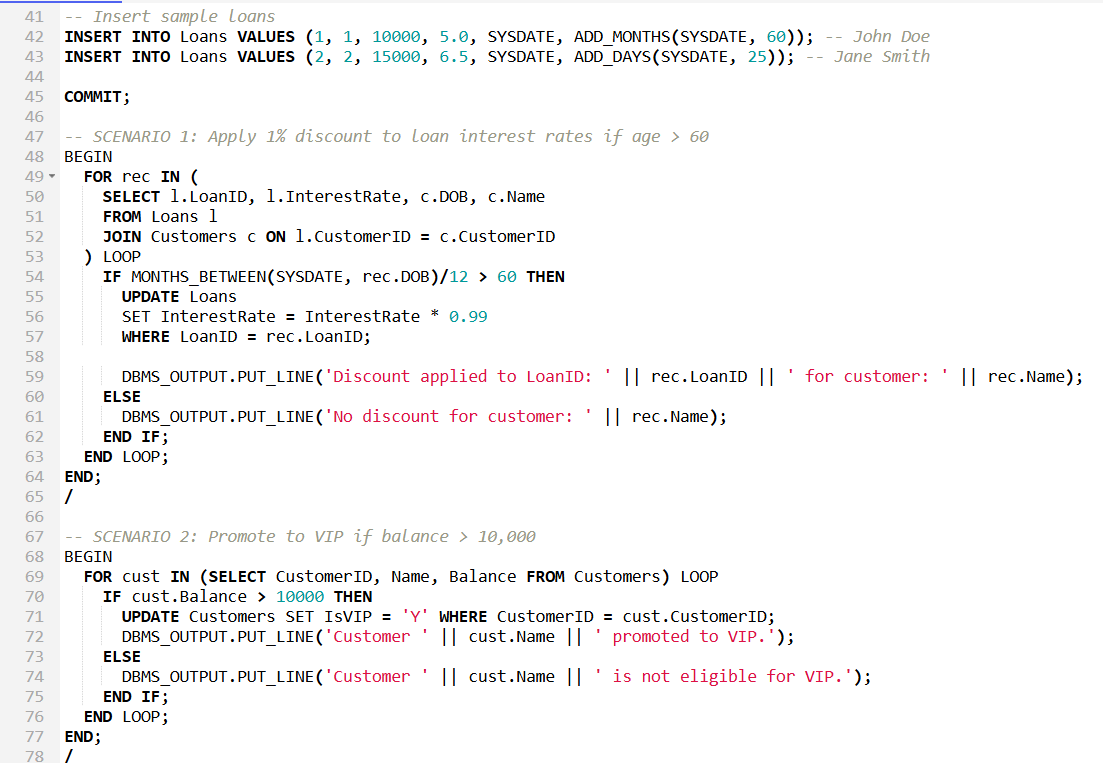 41 -- Insert sample loans
42 INSERT INTO Loans VALUES (1, 1, 10000, 5.0, SYSDATE, ADD_MONTHS(SYSDATE, 60)); -- John Doe
43 INSERT INTO Loans VALUES (2, 2, 15000, 6.5, SYSDATE, ADD_DAYS(SYSDATE, 25)); -- Jane Smith
44
45 COMMIT;
46
47 -- SCENARIO 1: Apply 1% discount to loan interest rates if age > 60
48 BEGIN
49 FOR rec IN (
50 SELECT l.LoanID, l.InterestRate, c.DOB, c.Name
51 FROM Loans l
52 JOIN Customers c ON l.CustomerID = c.CustomerID
53 ) LOOP
54 IF MONTHS_BETWEEN(SYSDATE, rec.DOB)/12 > 60 THEN
55 UPDATE Loans
56 SET InterestRate = InterestRate * 0.99
57 WHERE LoanID = rec.LoanID;
58
59 DBMS_OUTPUT.PUT_LINE('Discount applied to LoanID: ' || rec.LoanID || ' for customer: ' || rec.Name);
60 ELSE
61 DBMS_OUTPUT.PUT_LINE('No discount for customer: ' || rec.Name);
62 END IF;
63 END LOOP;
64 END;
65 /
66
67 -- SCENARIO 2: Promote to VIP if balance > 10,000
68 BEGIN
69 FOR cust IN (SELECT CustomerID, Name, Balance FROM Customers) LOOP
70 IF cust.Balance > 10000 THEN
71 UPDATE Customers SET IsVIP = 'Y' WHERE CustomerID = cust.CustomerID;
72 DBMS_OUTPUT.PUT_LINE('Customer ' || cust.Name || ' promoted to VIP.');
73 ELSE
74 DBMS_OUTPUT.PUT_LINE('Customer ' || cust.Name || ' is not eligible for VIP.');
75 END IF;
76 END LOOP;
77 END;
78 /